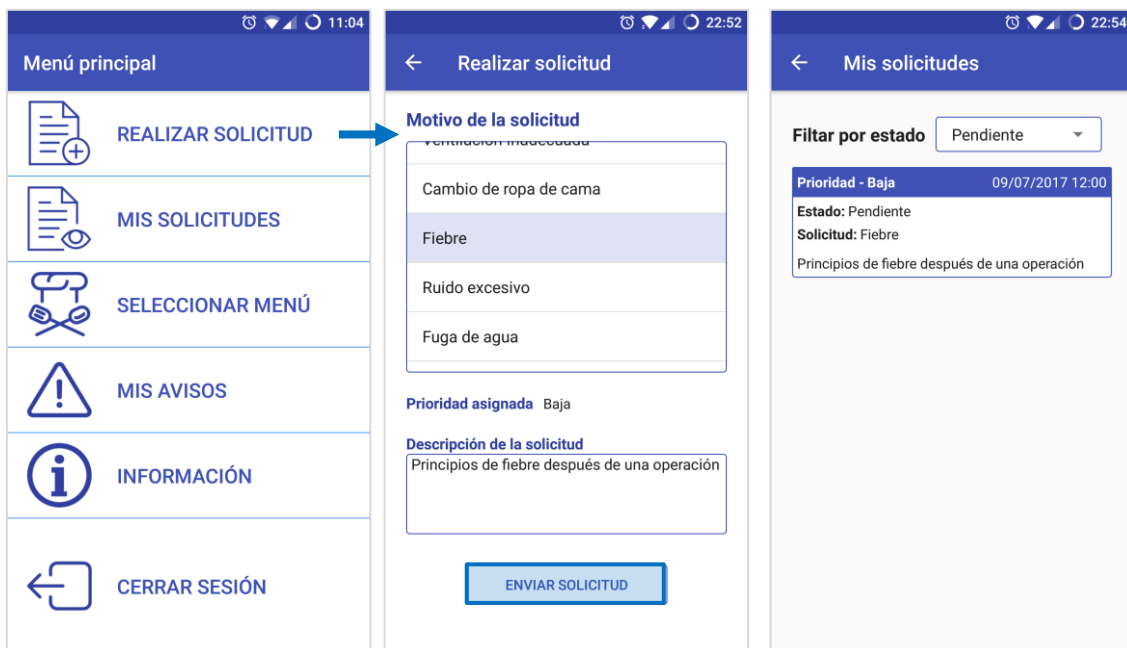 11:04
Menú principal
REALIZAR SOLICITUD
MIS SOLICITUDES
SELECCIONAR MENÚ
MIS AVISOS
INFORMACIÓN
CERRAR SESIÓN
22:52
Realizar solicitud
Motivo de la solicitud
Ventilación inadecuada
Cambio de ropa de cama
Fiebre
Ruido excesivo
Fuga de agua
Prioridad asignada Baja
Descripción de la solicitud
Principios de fiebre después de una operación
ENVIAR SOLICITUD
22:54
Mis solicitudes
Filtar por estado Pendiente
Prioridad - Baja 09/07/2017 12:00
Estado: Pendiente
Solicitud: Fiebre
Principios de fiebre después de una operación